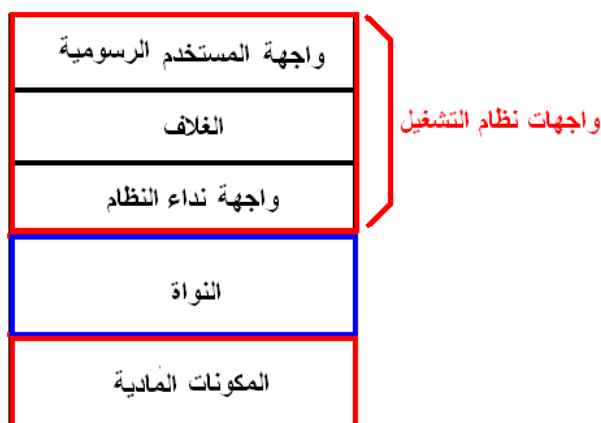 واجهة المستخدم الرسومية
الغلاف
واجهات نظام التشغيل
واجهة نداء النظام
النواة
المكونات المادية